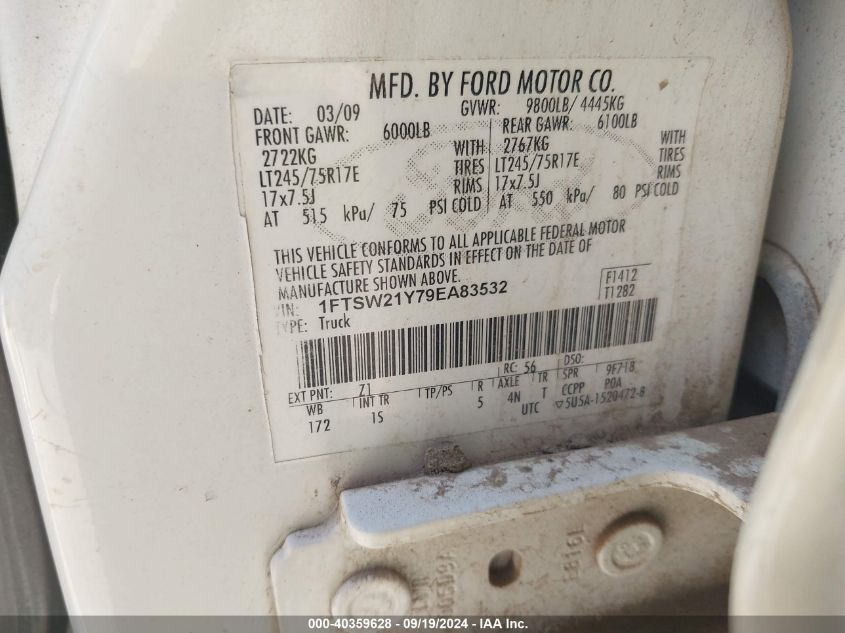 MFD. BY FORD MOTOR CO.
DATE: 03/09 GVWR: 9800LB/ 4445KG
FRONT GAWR: 6000LB REAR GAWR: 6100LB
2722KG WITH 2767KG WITH
LT245/75R17E TIRES LT245/75R17E TIRES
17x7.5J RIMS 17x7.5J RIMS
AT 515 kPa/ 75 PSI COLD AT 550 kPa/ 80 PSI COLD
THIS VEHICLE CONFORMS TO ALL APPLICABLE FEDERAL MOTOR
VEHICLE SAFETY STANDARDS IN EFFECT ON THE DATE OF
MANUFACTURE SHOWN ABOVE.
VIN: 1FTSW21Y79EA83532 F1412
TYPE: Truck T1282
EXT PNT: Z1 RC: 56 DSO:
WB INT TR TP/PS R AXLE TR SPR 9F718
172 IS 5 4N T CCPP POA
UTC ▽5U5A-1520472-B
000-40359628 - 09/19/2024 - IAA Inc.